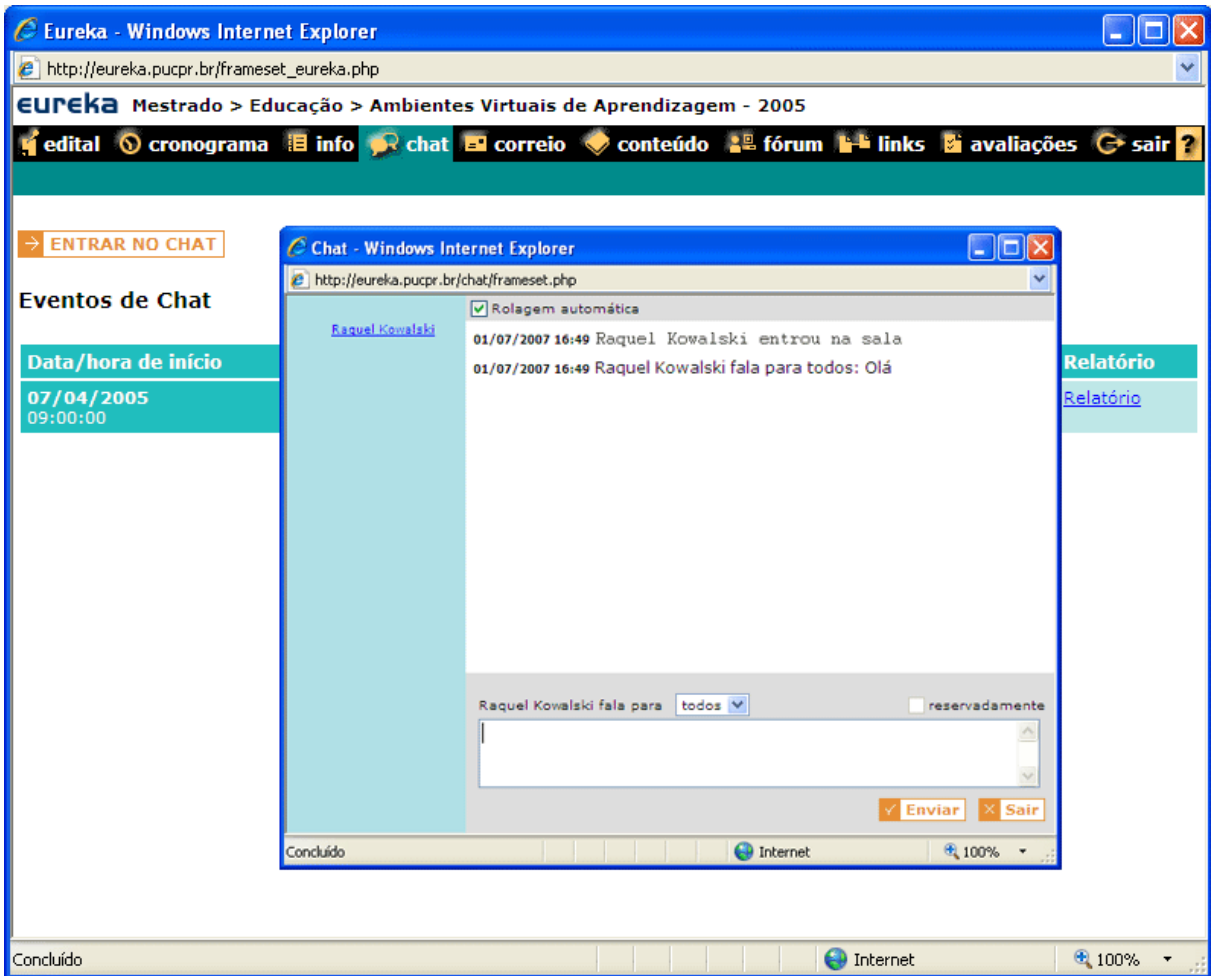 Eureka - Windows Internet Explorer
http://eureka.pucpr.br/frameset_eureka.php
eureka Mestrado > Educação > Ambientes Virtuais de Aprendizagem - 2005
edital cronograma info chat correio conteúdo fórum links avaliações sair ?
ENTRAR NO CHAT
Eventos de Chat
Data/hora de início
Relatório
07/04/2005
09:00:00
Relatório
Chat - Windows Internet Explorer
http://eureka.pucpr.br/chat/frameset.php
Rolagem automática
Raquel Kowalski
01/07/2007 16:49 Raquel Kowalski entrou na sala
01/07/2007 16:49 Raquel Kowalski fala para todos: Olá
Raquel Kowalski fala para todos reservadamente
Enviar Sair
Concluído Internet 100%
Concluído Internet 100%